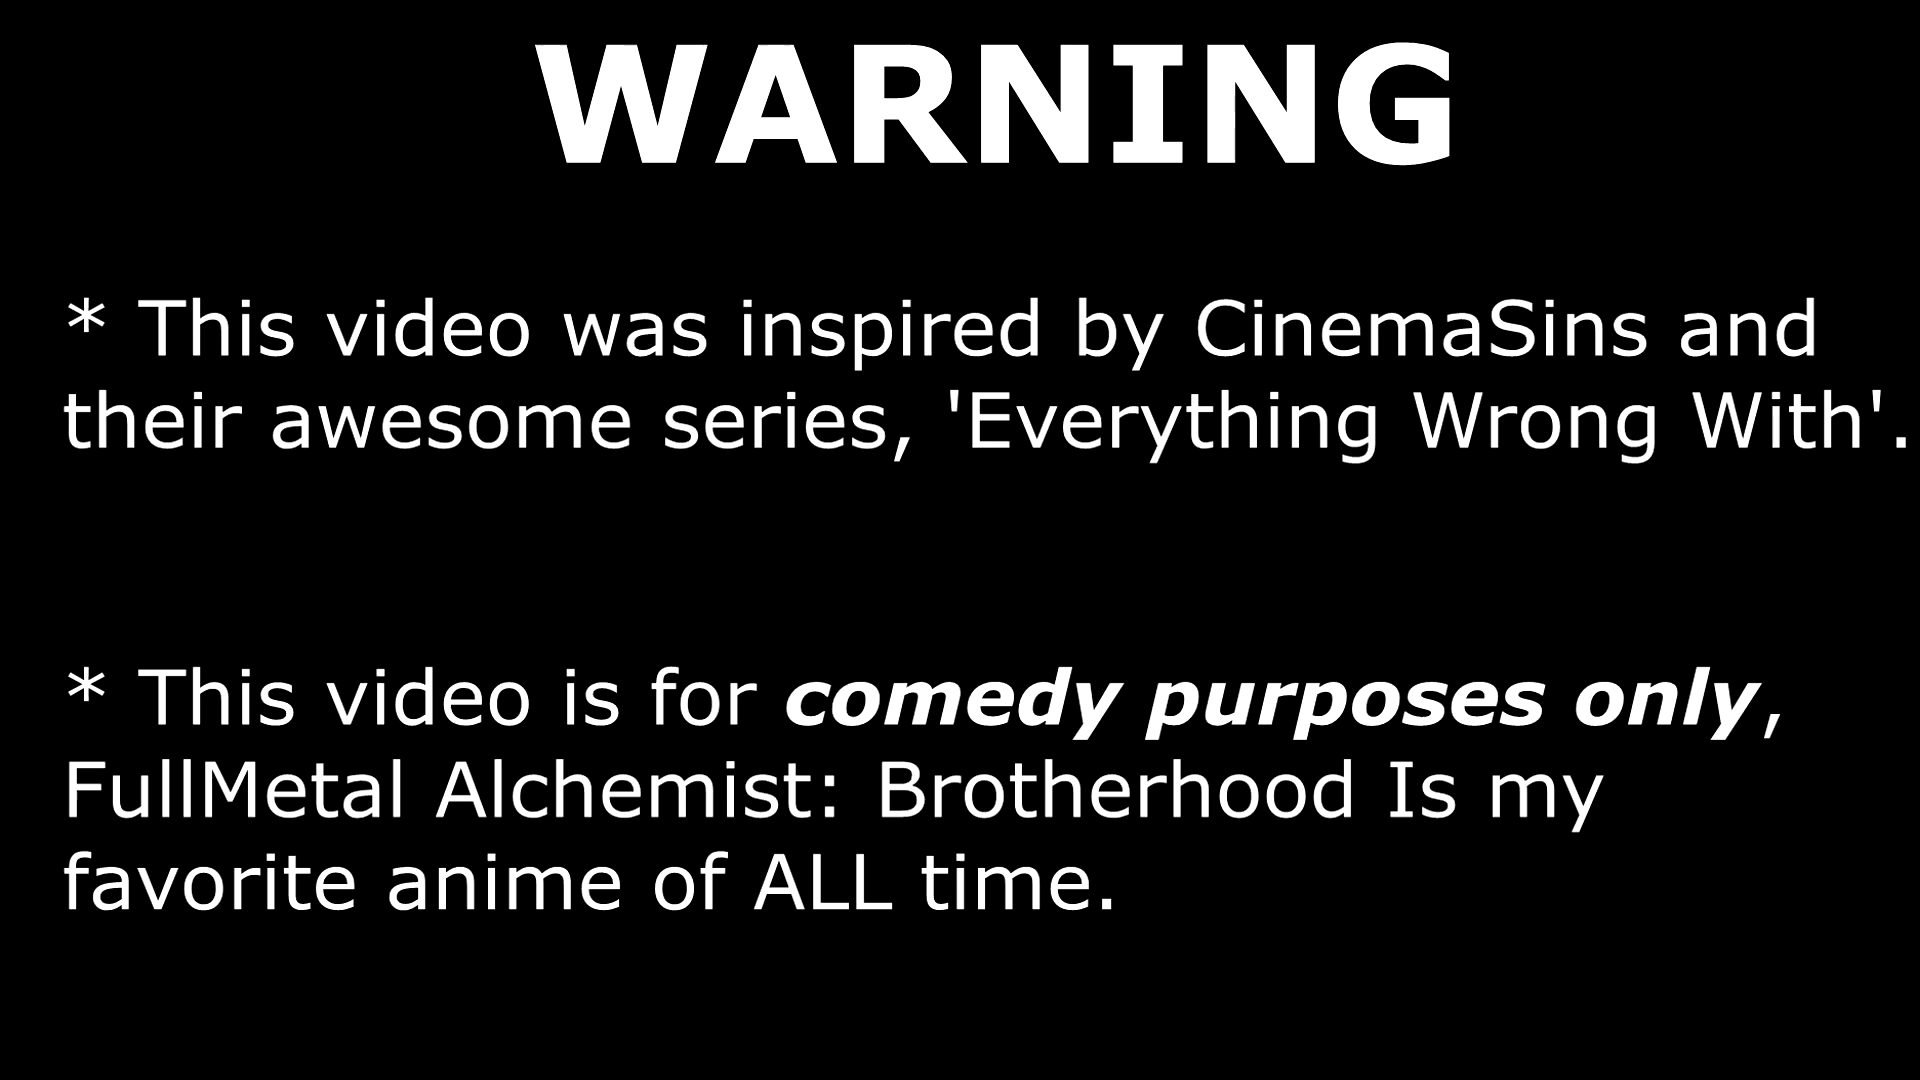 WARNING
* This video was inspired by CinemaSins and
their awesome series, 'Everything Wrong With'.
* This video is for comedy purposes only,
FullMetal Alchemist: Brotherhood Is my
favorite anime of ALL time.